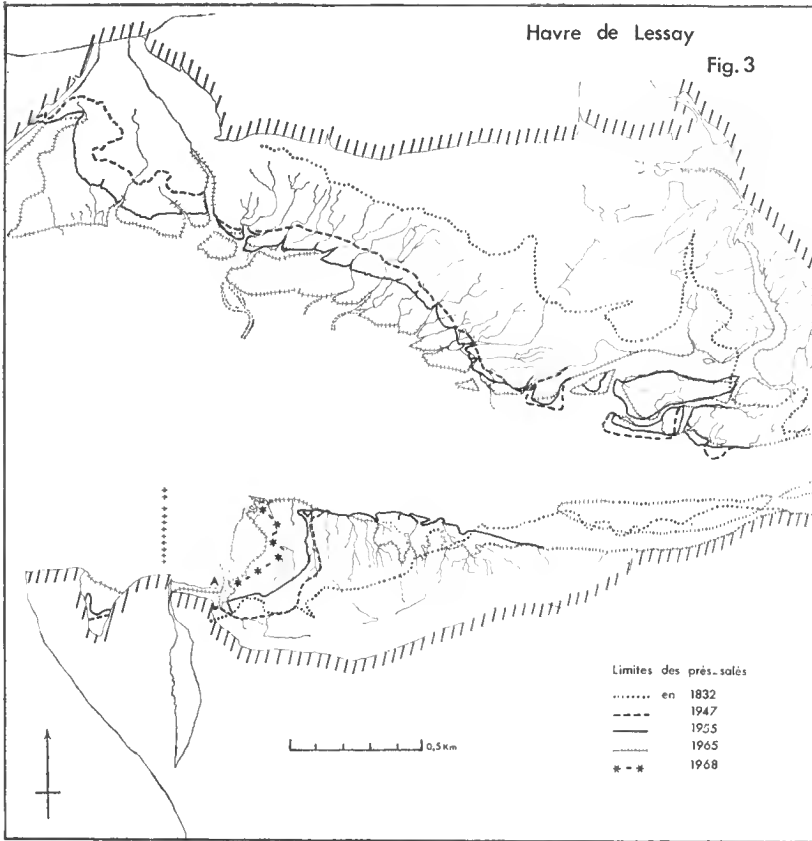 Havre de Lessay
Fig. 3
A
Limites des prés-salés
en 1832
1947
1955
1965
1968
0,5 Km